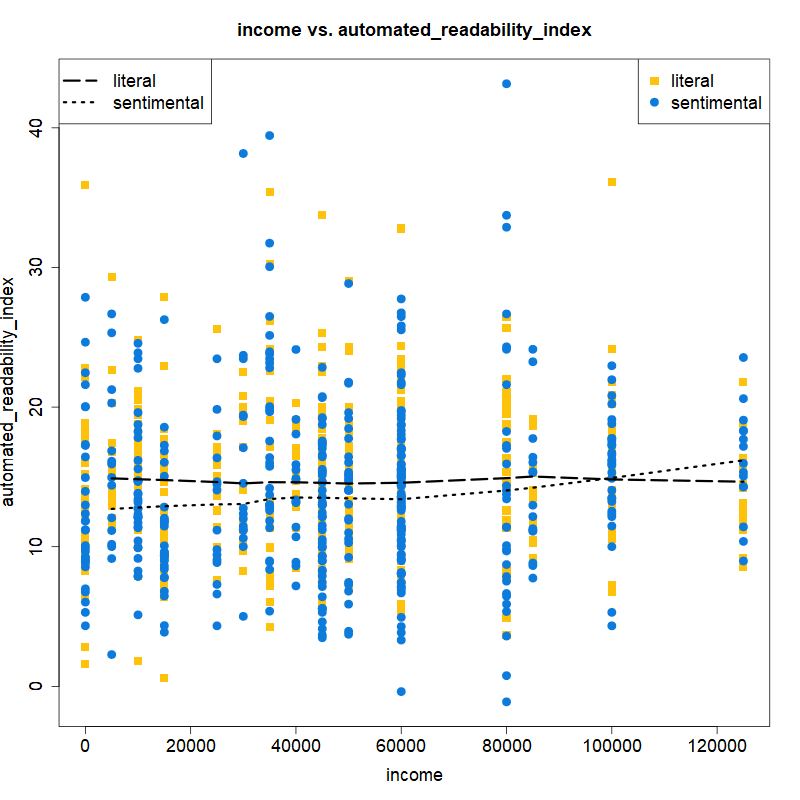 income vs. automated_readability_index
literal
sentimental
literal
sentimental
automated_readability_index
40
30
20
10
0
0 20000 40000 60000 80000 100000 120000
income